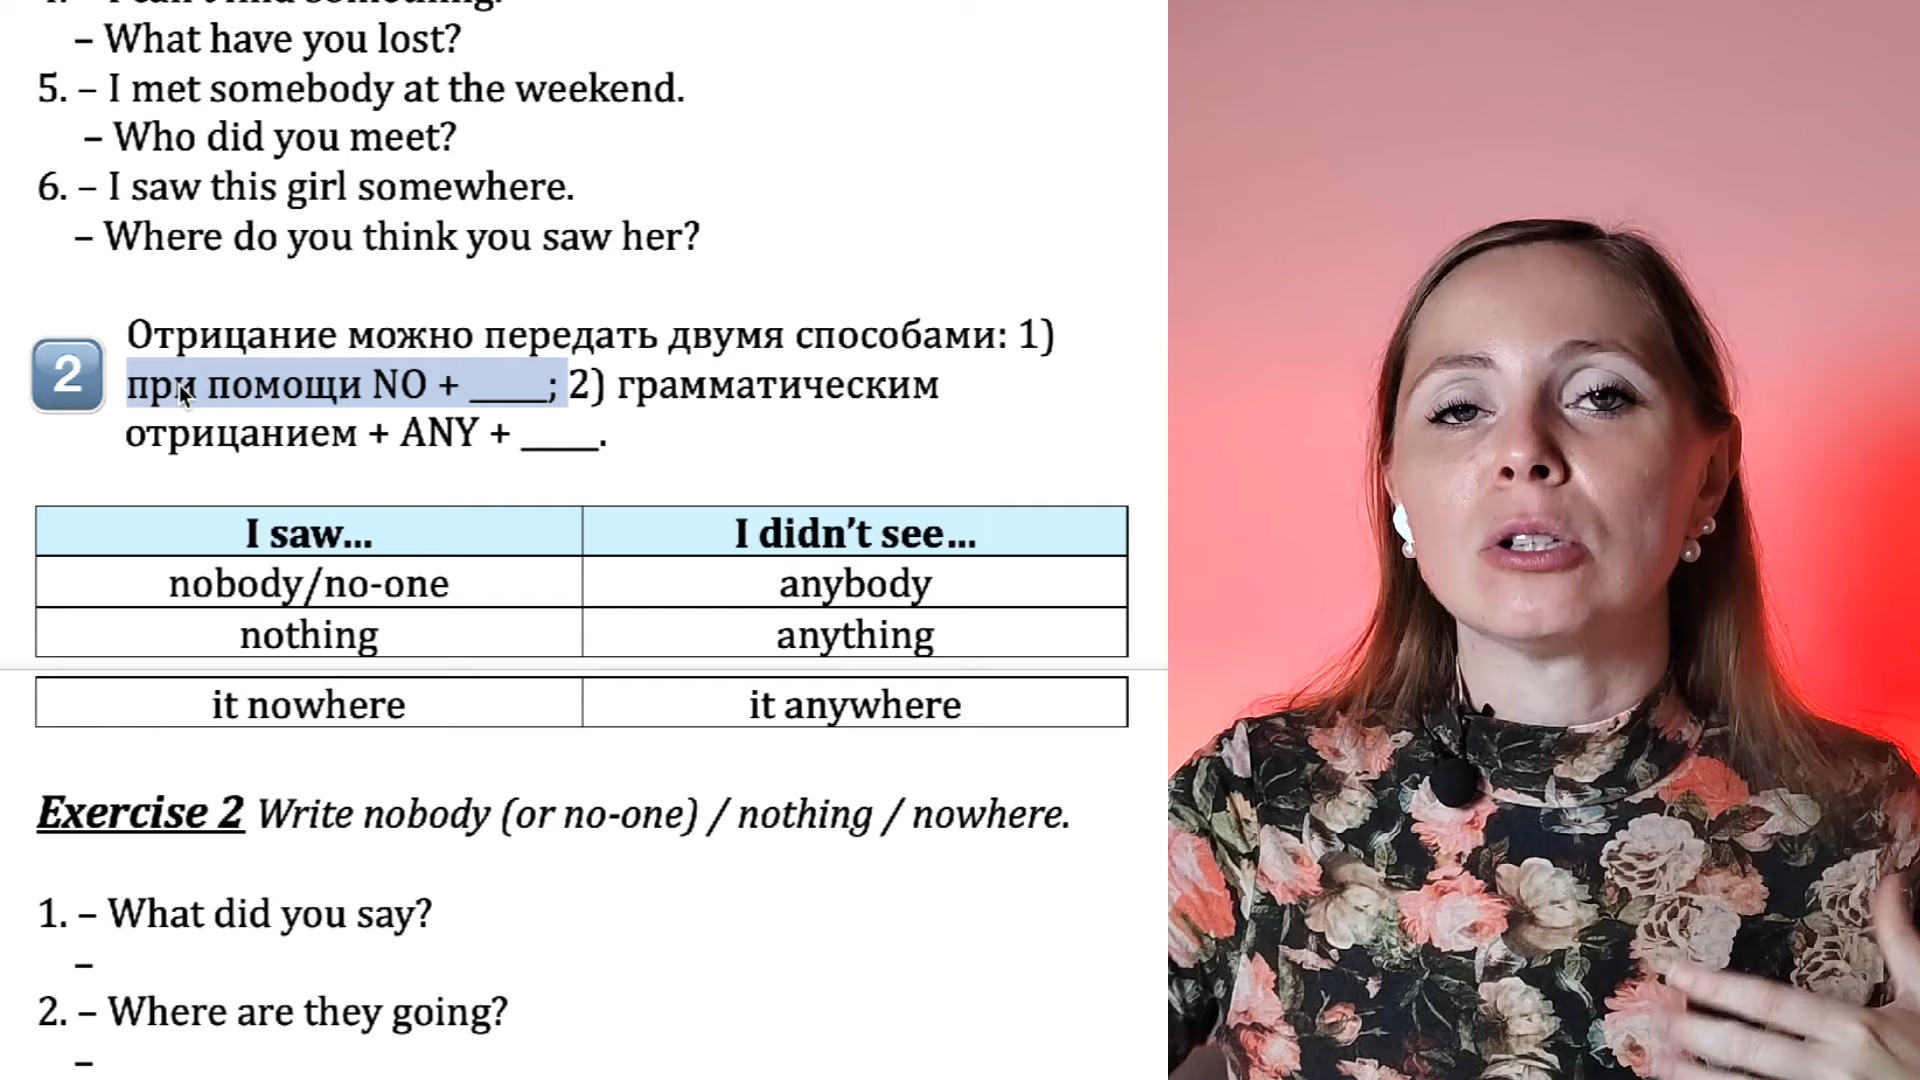 – What have you lost?
5. – I met somebody at the weekend.
– Who did you meet?
6. – I saw this girl somewhere.
– Where do you think you saw her?
2
Отрицание можно передать двумя способами: 1)
при помощи NO + _____; 2) грамматическим
отрицанием + ANY + _____.
I saw... I didn’t see...
nobody/no-one anybody
nothing anything
it nowhere it anywhere
Exercise 2 Write nobody (or no-one) / nothing / nowhere.
1. – What did you say?
–
2. – Where are they going?
–